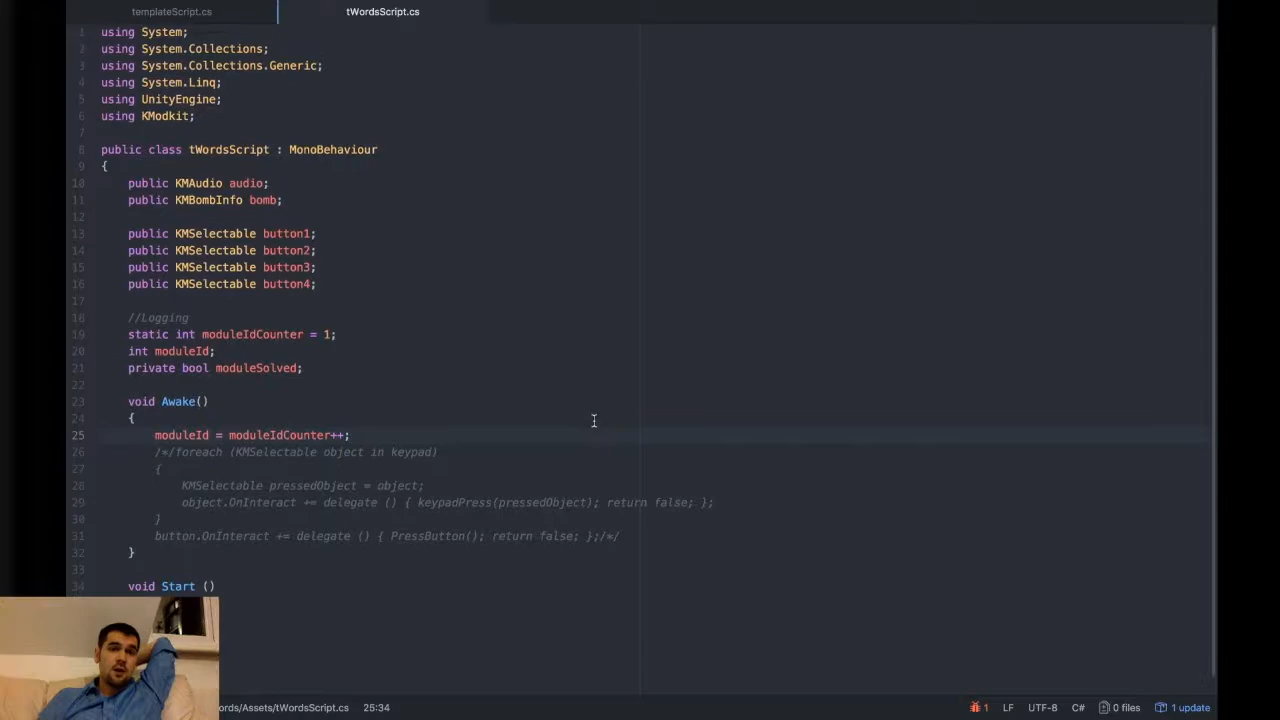 templateScript.cs
tWordsScript.cs
1 using System;
2 using System.Collections;
3 using System.Collections.Generic;
4 using System.Linq;
5 using UnityEngine;
6 using KModkit;
7
8 public class tWordsScript : MonoBehaviour
9 {
10 public KMAudio audio;
11 public KMBombInfo bomb;
12
13 public KMSelectable button1;
14 public KMSelectable button2;
15 public KMSelectable button3;
16 public KMSelectable button4;
17
18 //Logging
19 static int moduleIdCounter = 1;
20 int moduleId;
21 private bool moduleSolved;
22
23 void Awake()
24 {
25 moduleId = moduleIdCounter++;
26 /*/foreach (KMSelectable object in keypad)
27 {
28 KMSelectable pressedObject = object;
29 object.OnInteract += delegate () { keypadPress(pressedObject); return false; };
30 }
31 button.OnInteract += delegate () { PressButton(); return false; };/*/
32 }
33
34 void Start ()
ords/Assets/tWordsScript.cs 25:34 1 LF UTF-8 C# 0 files 1 update